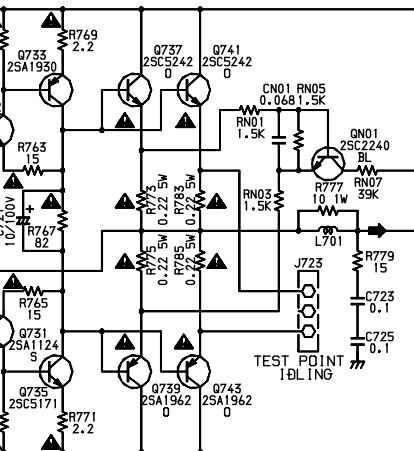 R769
2.2
Q733
2SA1930
Q737
2SC5242
O
Q741
2SC5242
O
CN01
0.068
RN05
1.5K
RN01
1.5K
QN01
2SC2240
BL
R763
15
RN07
39K
R773
0.22 5W
R783
0.22 5W
RN03
1.5K
R777
10 1W
10/100V
+
R767
82
L701
R775
0.22 5W
R785
0.22 5W
R779
15
J723
R765
15
C723
0.1
Q731
2SA1124
S
C725
0.1
TEST POINT
IDLING
Q735
2SC5171
Q739
2SA1962
O
Q743
2SA1962
O
R771
2.2